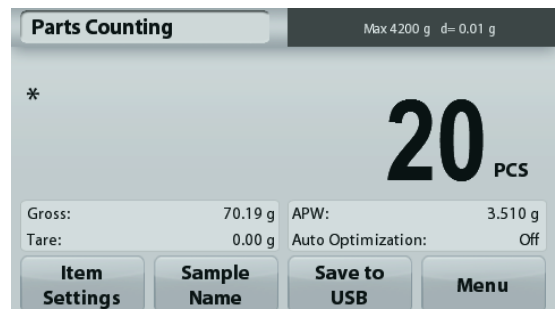 Parts Counting
Max 4200 g d= 0.01 g
*
20 PCS
Gross: 70.19 g APW: 3.510 g
Tare: 0.00 g Auto Optimization: Off
Item Settings
Sample Name
Save to USB
Menu